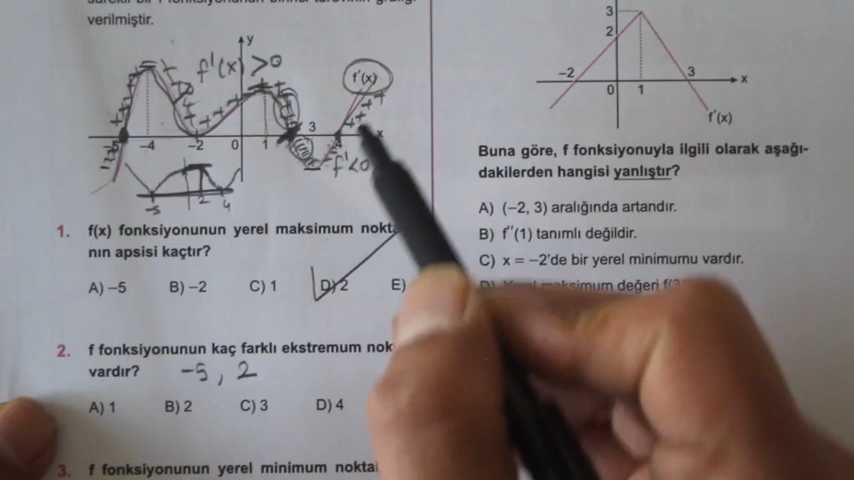 verilmiştir.
y
f'(x) > 0
f'(x)
-5
-4
-2
0
1
3
4
x
f' < 0
-5
2
4
1. f(x) fonksiyonunun yerel maksimum
nın apsisi kaçtır?
A) −5 B) −2 C) 1 D) 2 E)
2. f fonksiyonunun kaç farklı ekstremum
vardır? -5, 2
A) 1 B) 2 C) 3 D) 4
3. f fonksiyonunun yerel minimum
3
2
−2
0
1
3
x
f'(x)
Buna göre, f fonksiyonuyla ilgili olarak aşağı-
dakilerden hangisi yanlıştır?
A) (−2, 3) aralığında artandır.
B) f''(1) tanımlı değildir.
C) x = −2'de bir yerel minimumu vardır.